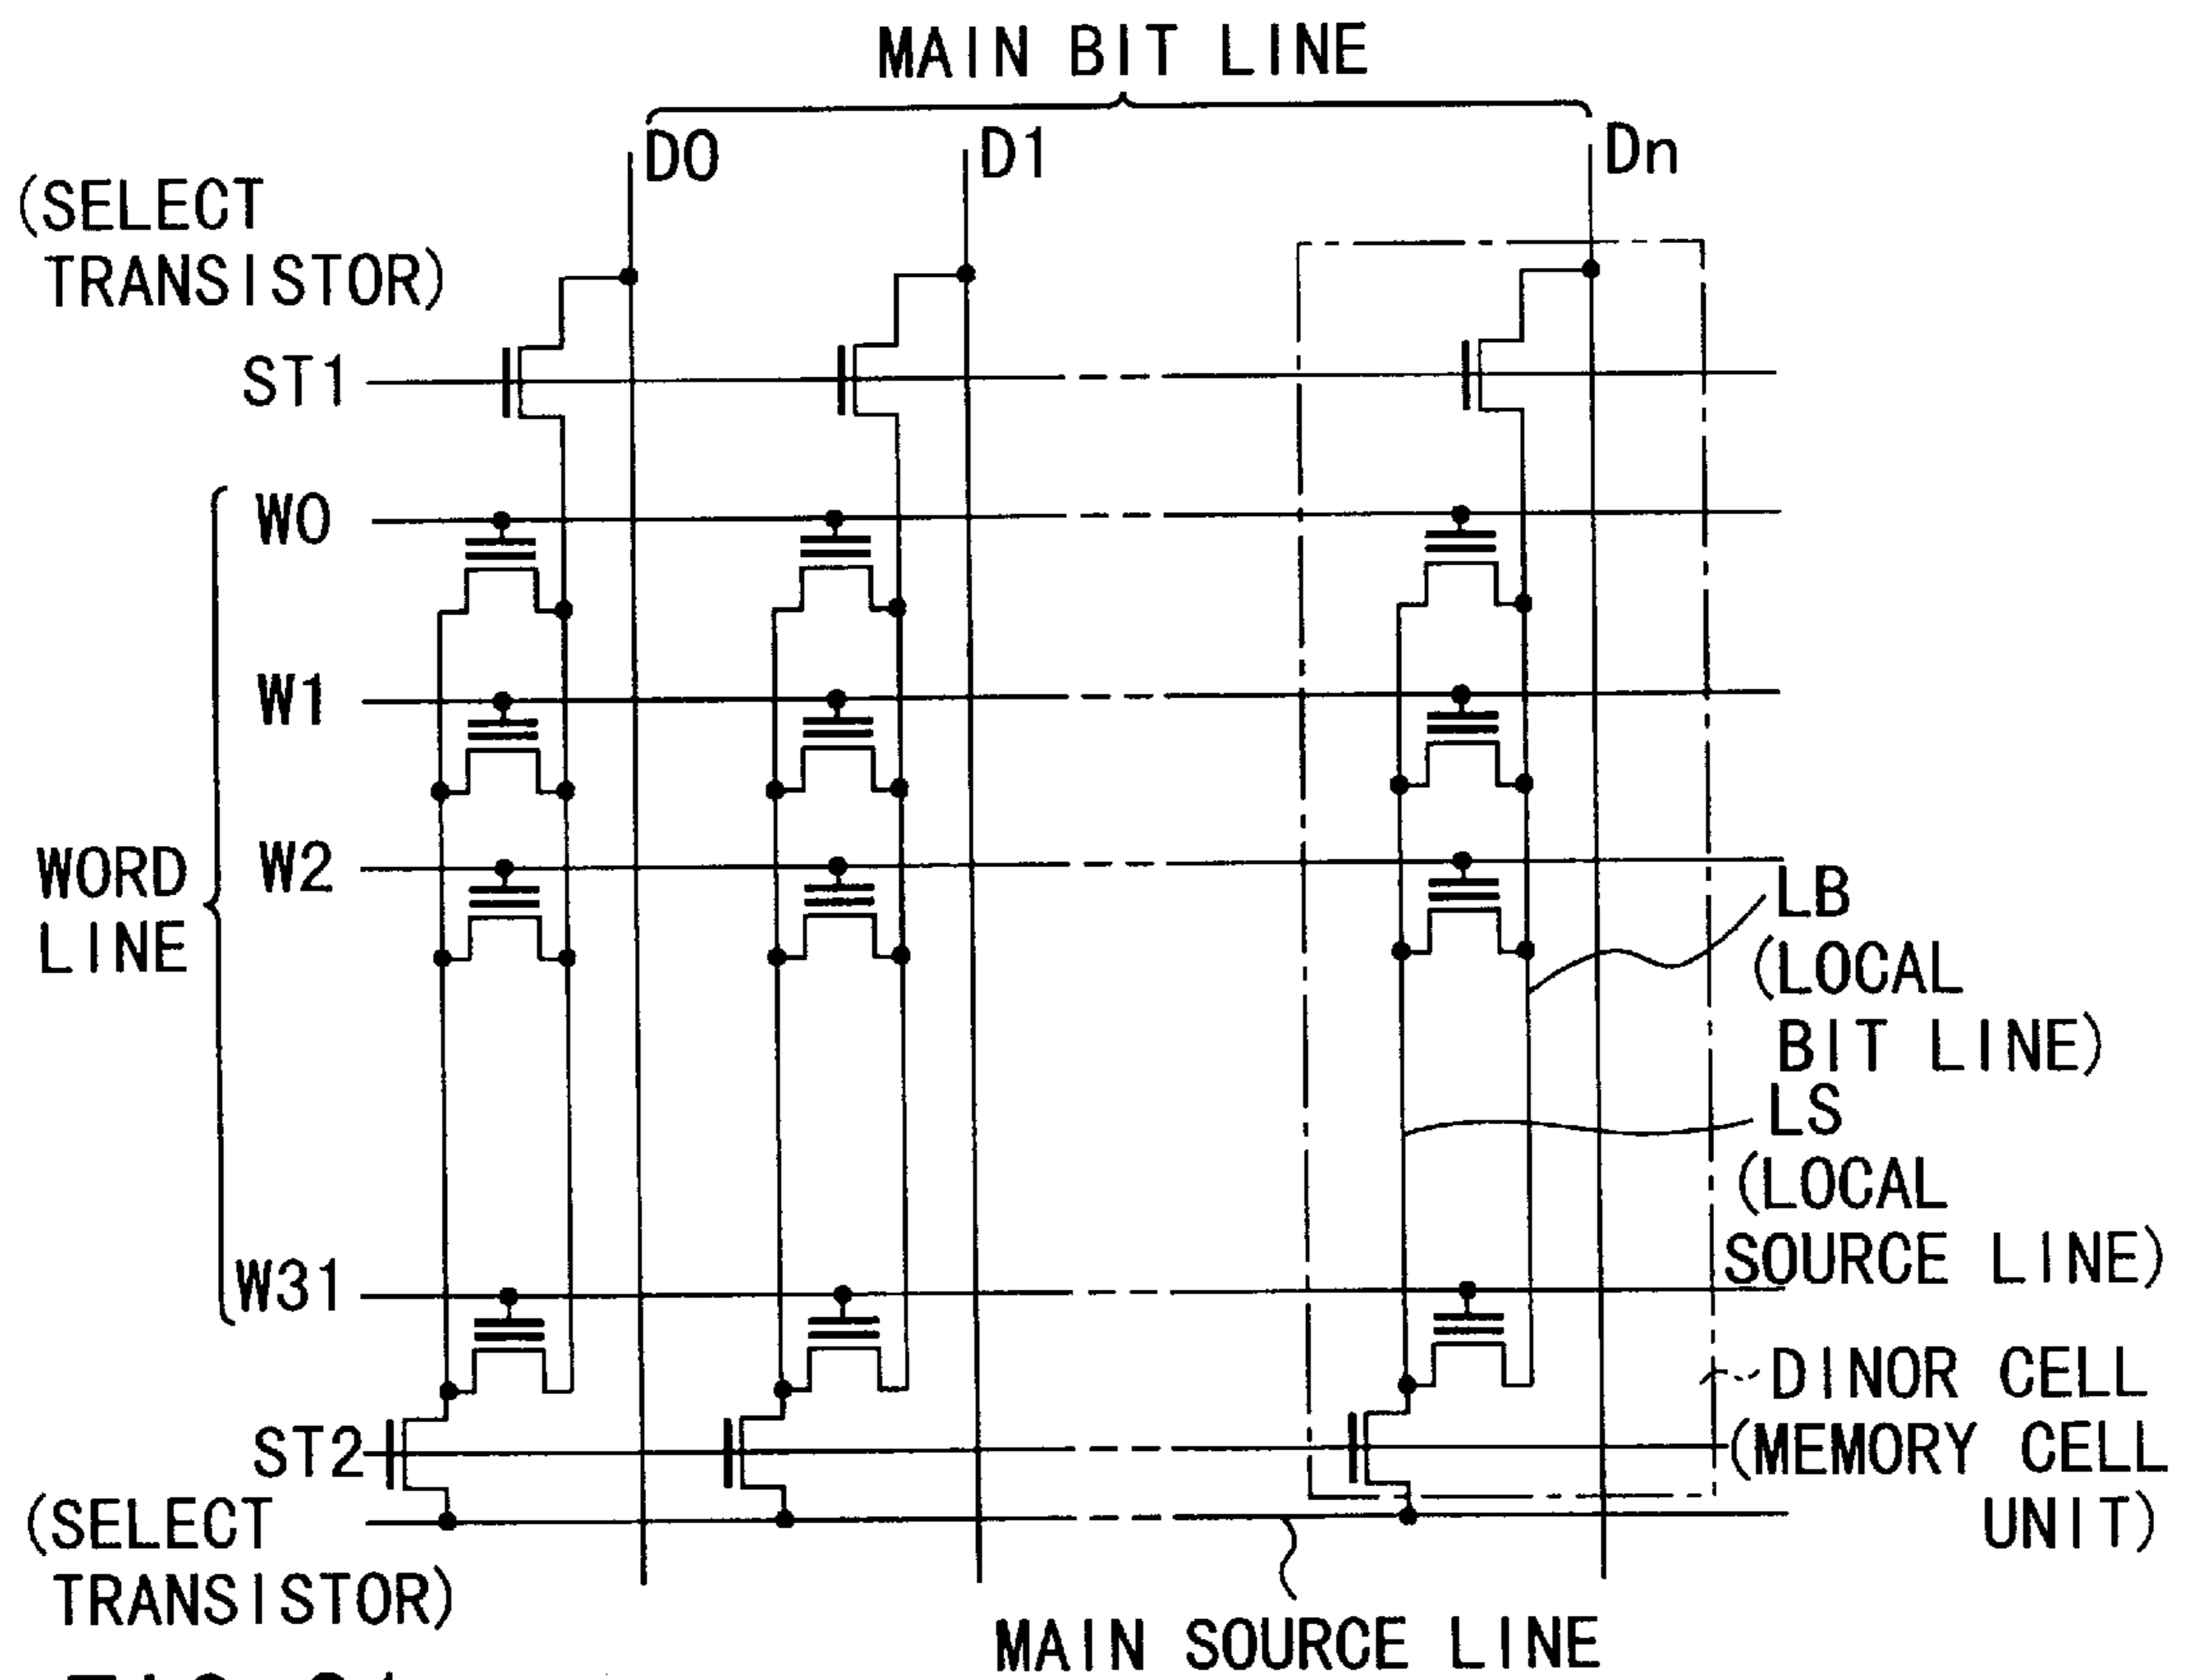 MAIN BIT LINE
D0
D1
Dn
(SELECT
TRANSISTOR)
ST1
W0
W1
W2
WORD
LINE
LB
(LOCAL
BIT LINE)
LS
(LOCAL
SOURCE LINE)
W31
DINOR CELL
(MEMORY CELL
UNIT)
ST2
(SELECT
TRANSISTOR)
MAIN SOURCE LINE